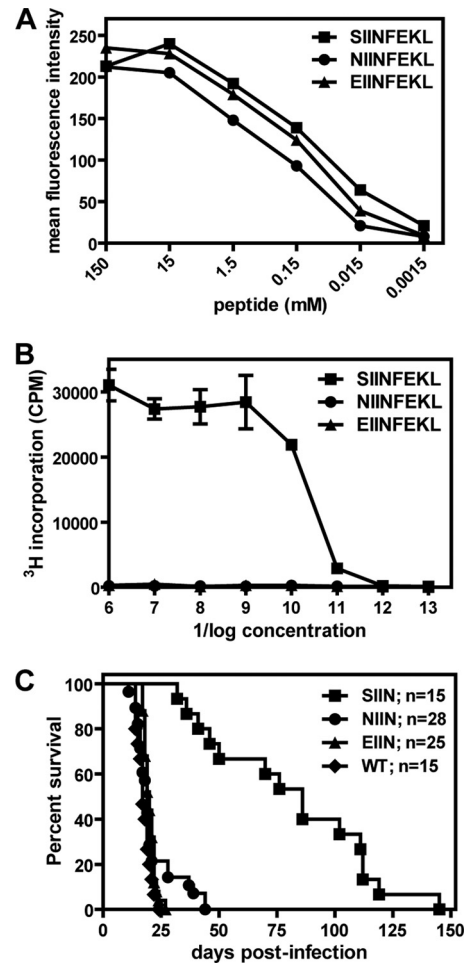 A
mean fluorescence intensity
250
200
150
100
50
0
SIINFEKL
NIINFEKL
EIINFEKL
150
15
1.5
0.15
0.015
0.0015
peptide (mM)
B
³H incorporation (CPM)
30000
20000
10000
0
SIINFEKL
NIINFEKL
EIINFEKL
6 7 8 9 10 11 12 13
1/log concentration
C
Percent survival
100
80
60
40
20
0
SIIN; n=15
NIIN; n=28
EIIN; n=25
WT; n=15
0 25 50 75 100 125 150
days post-infection